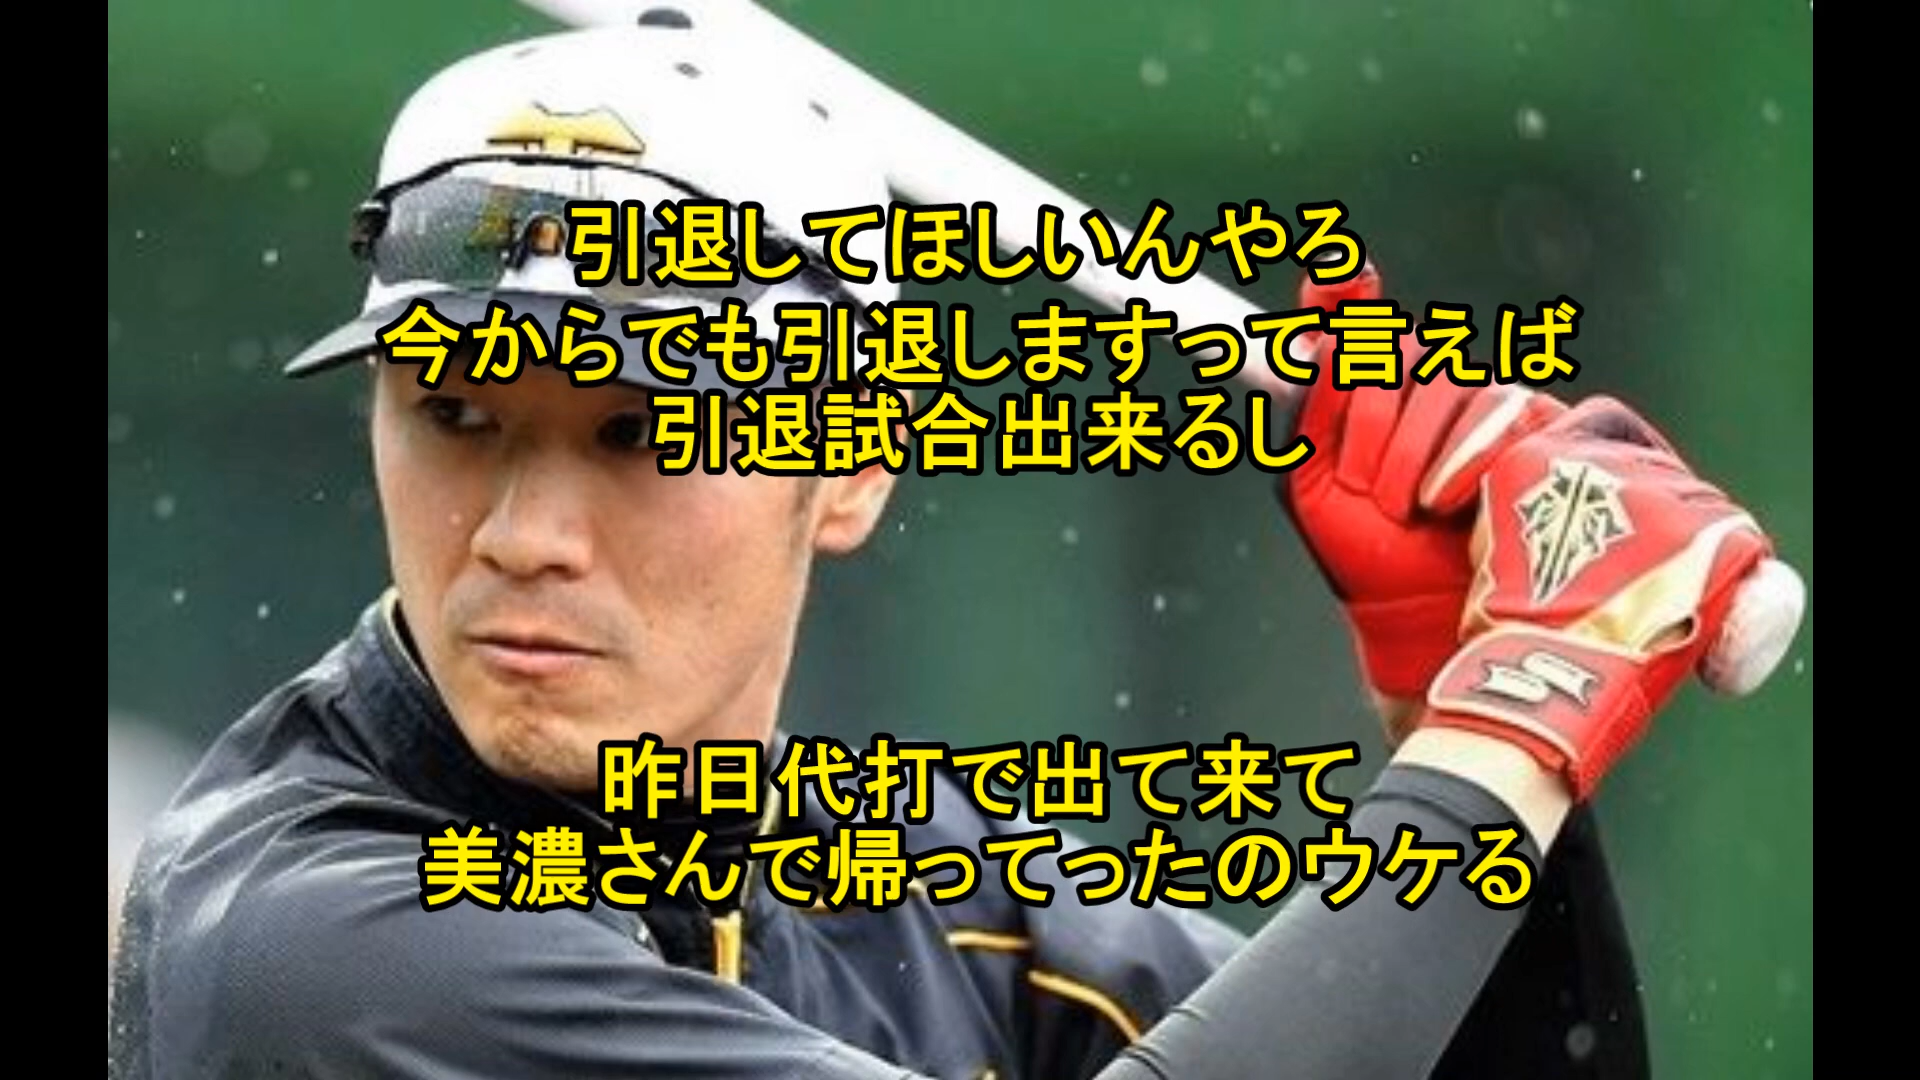 引退してほしいんやろ
今からでも引退しますって言えば
引退試合出来るし
昨日代打で出て来て
美濃さんで帰ってったのウケる